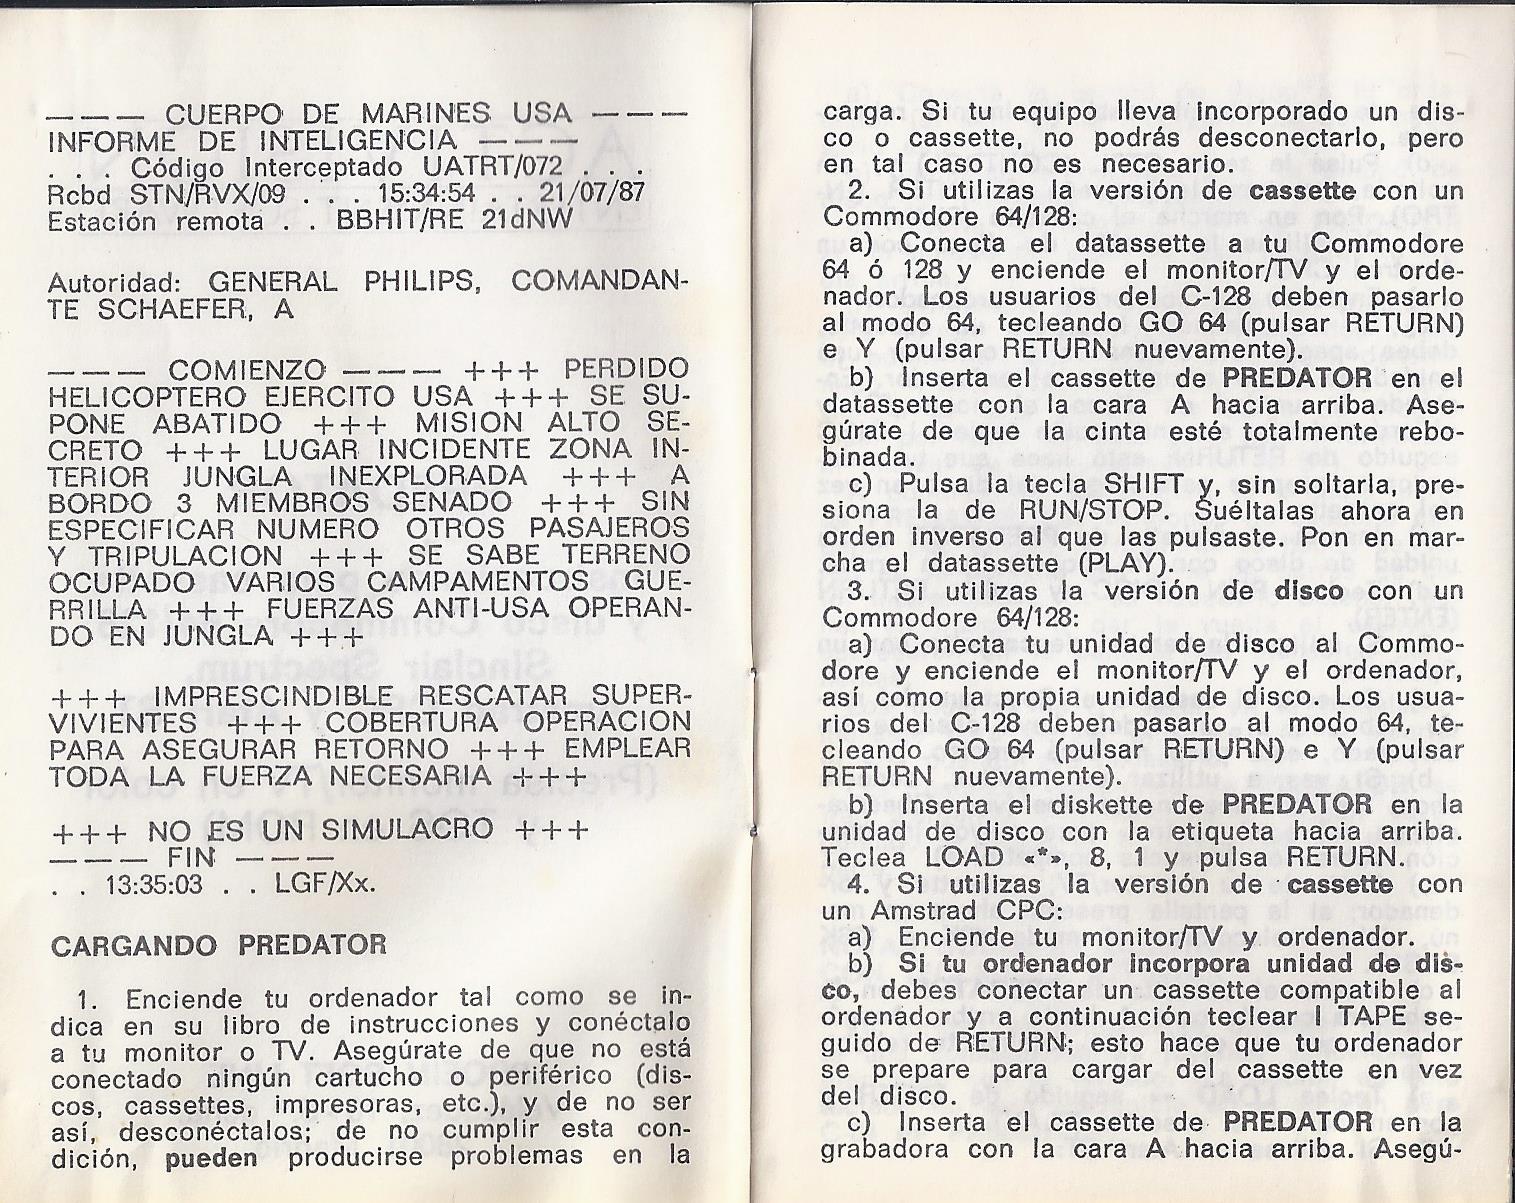 — — — CUERPO DE MARINES USA — — —
INFORME DE INTELIGENCIA — — —
. . . Código Interceptado UATRT/072 . . .
Rcbd STN/RVX/09 . . . 15:34:54 . . 21/07/87
Estación remota . . BBHIT/RE 21dNW
Autoridad: GENERAL PHILIPS, COMANDAN-
TE SCHAEFER, A
— — — COMIENZO — — — +++ PERDIDO
HELICOPTERO EJERCITO USA +++ SE SU-
PONE ABATIDO +++ MISION ALTO SE-
CRETO +++ LUGAR INCIDENTE ZONA IN-
TERIOR JUNGLA INEXPLORADA +++ A
BORDO 3 MIEMBROS SENADO +++ SIN
ESPECIFICAR NUMERO OTROS PASAJEROS
Y TRIPULACION +++ SE SABE TERRENO
OCUPADO VARIOS CAMPAMENTOS GUE-
RRILLA +++ FUERZAS ANTI-USA OPERAN-
DO EN JUNGLA +++
+++ IMPRESCINDIBLE RESCATAR SUPER-
VIVIENTES +++ COBERTURA OPERACION
PARA ASEGURAR RETORNO +++ EMPLEAR
TODA LA FUERZA NECESARIA +++
+++ NO ES UN SIMULACRO +++
— — — FIN — — —
. . 13:35:03 . . LGF/Xx.
CARGANDO PREDATOR
1. Enciende tu ordenador tal como se in-
dica en su libro de instrucciones y conéctalo
a tu monitor o TV. Asegúrate de que no está
conectado ningún cartucho o periférico (dis-
cos, cassettes, impresoras, etc.), y de no ser
así, desconéctalos; de no cumplir esta con-
dición, pueden producirse problemas en la
carga. Si tu equipo lleva incorporado un dis-
co o cassette, no podrás desconectarlo, pero
en tal caso no es necesario.
2. Si utilizas la versión de cassette con un
Commodore 64/128:
a) Conecta el datassette a tu Commodore
64 ó 128 y enciende el monitor/TV y el orde-
nador. Los usuarios del C-128 deben pasarlo
al modo 64, tecleando GO 64 (pulsar RETURN)
e Y (pulsar RETURN nuevamente).
b) Inserta el cassette de PREDATOR en el
datassette con la cara A hacia arriba. Ase-
gúrate de que la cinta esté totalmente rebo-
binada.
c) Pulsa la tecla SHIFT y, sin soltarla, pre-
siona la de RUN/STOP. Suéltalas ahora en
orden inverso al que las pulsaste. Pon en mar-
cha el datassette (PLAY).
3. Si utilizas la versión de disco con un
Commodore 64/128:
a) Conecta tu unidad de disco al Commo-
dore y enciende el monitor/TV y el ordenador,
así como la propia unidad de disco. Los usua-
rios del C-128 deben pasarlo al modo 64, te-
cleando GO 64 (pulsar RETURN) e Y (pulsar
RETURN nuevamente).
b) Inserta el diskette de PREDATOR en la
unidad de disco con la etiqueta hacia arriba.
Teclea LOAD «*», 8, 1 y pulsa RETURN.
4. Si utilizas la versión de cassette con
un Amstrad CPC:
a) Enciende tu monitor/TV y ordenador.
b) Si tu ordenador incorpora unidad de dis-
co, debes conectar un cassette compatible al
ordenador y a continuación teclear I TAPE se-
guido de RETURN; esto hace que tu ordenador
se prepare para cargar del cassette en vez
del disco.
c) Inserta el cassette de PREDATOR en la
grabadora con la cara A hacia arriba. Asegú-